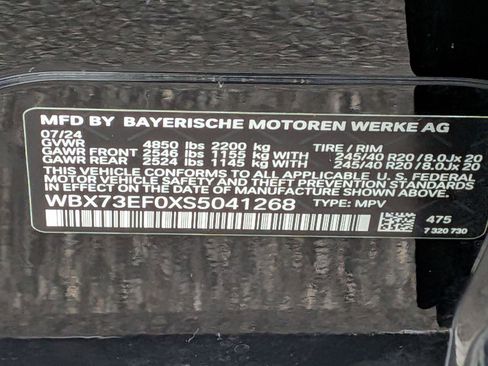 MFD BY BAYERISCHE MOTOREN WERKE AG
07/24
GVWR 4850 lbs 2200 kg TIRE / RIM
GAWR FRONT 2546 lbs 1155 kg WITH 245/40 R20 / 8.0Jx 20
GAWR REAR 2524 lbs 1145 kg WITH 245/40 R20 / 8.0Jx 20
THIS VEHICLE CONFORMS TO ALL APPLICABLE U. S. FEDERAL
MOTOR VEHICLE SAFETY AND THEFT PREVENTION STANDARDS
IN EFFECT ON THE DATE OF MANUFACTURE SHOWN ABOVE.
WBX73EF0XS5041268 TYPE: MPV
475
7 320 730